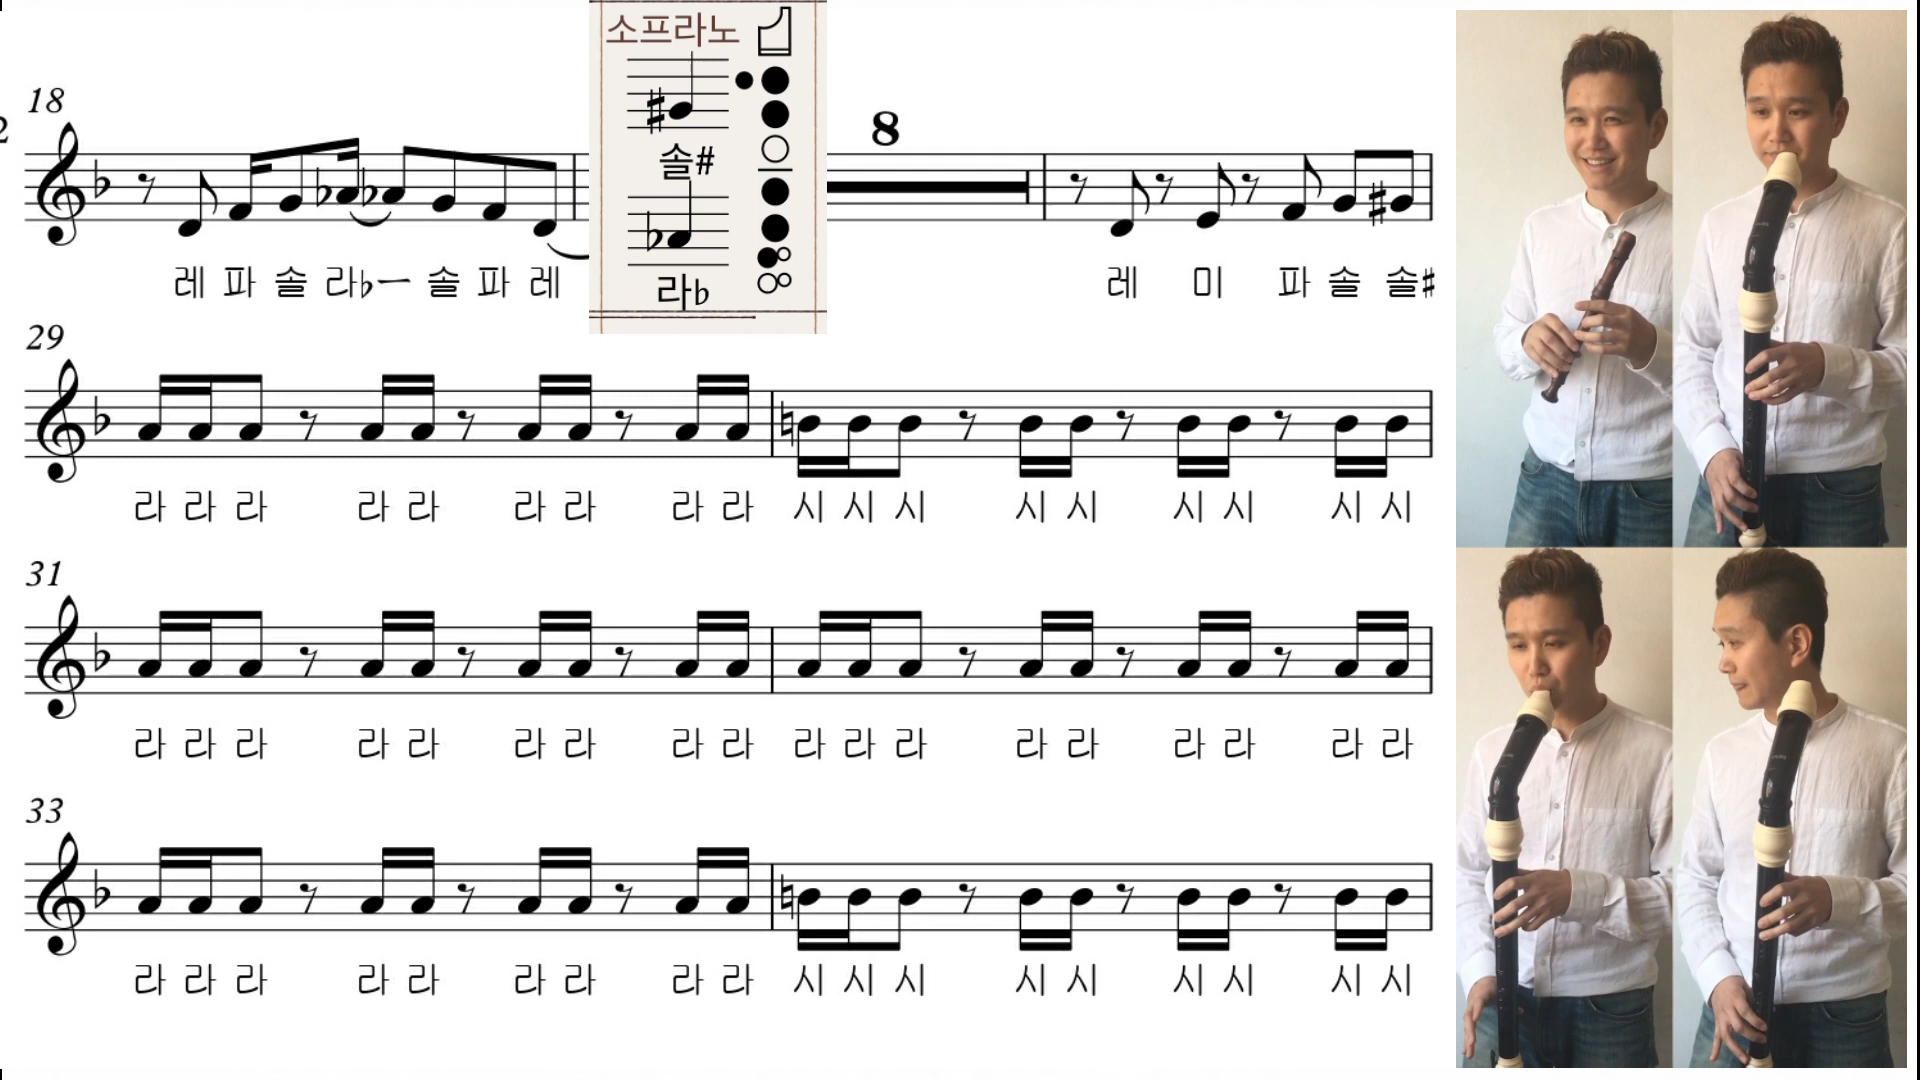 2
18
소프라노
솔#
라♭
8
레 파 솔 라♭ー 솔 파 레
레 미 파 솔 솔#
29
라 라 라 라 라 라 라 라 라 시 시 시 시 시 시 시 시 시
31
라 라 라 라 라 라 라 라 라 라 라 라 라 라 라 라 라 라
33
라 라 라 라 라 라 라 라 라 시 시 시 시 시 시 시 시 시